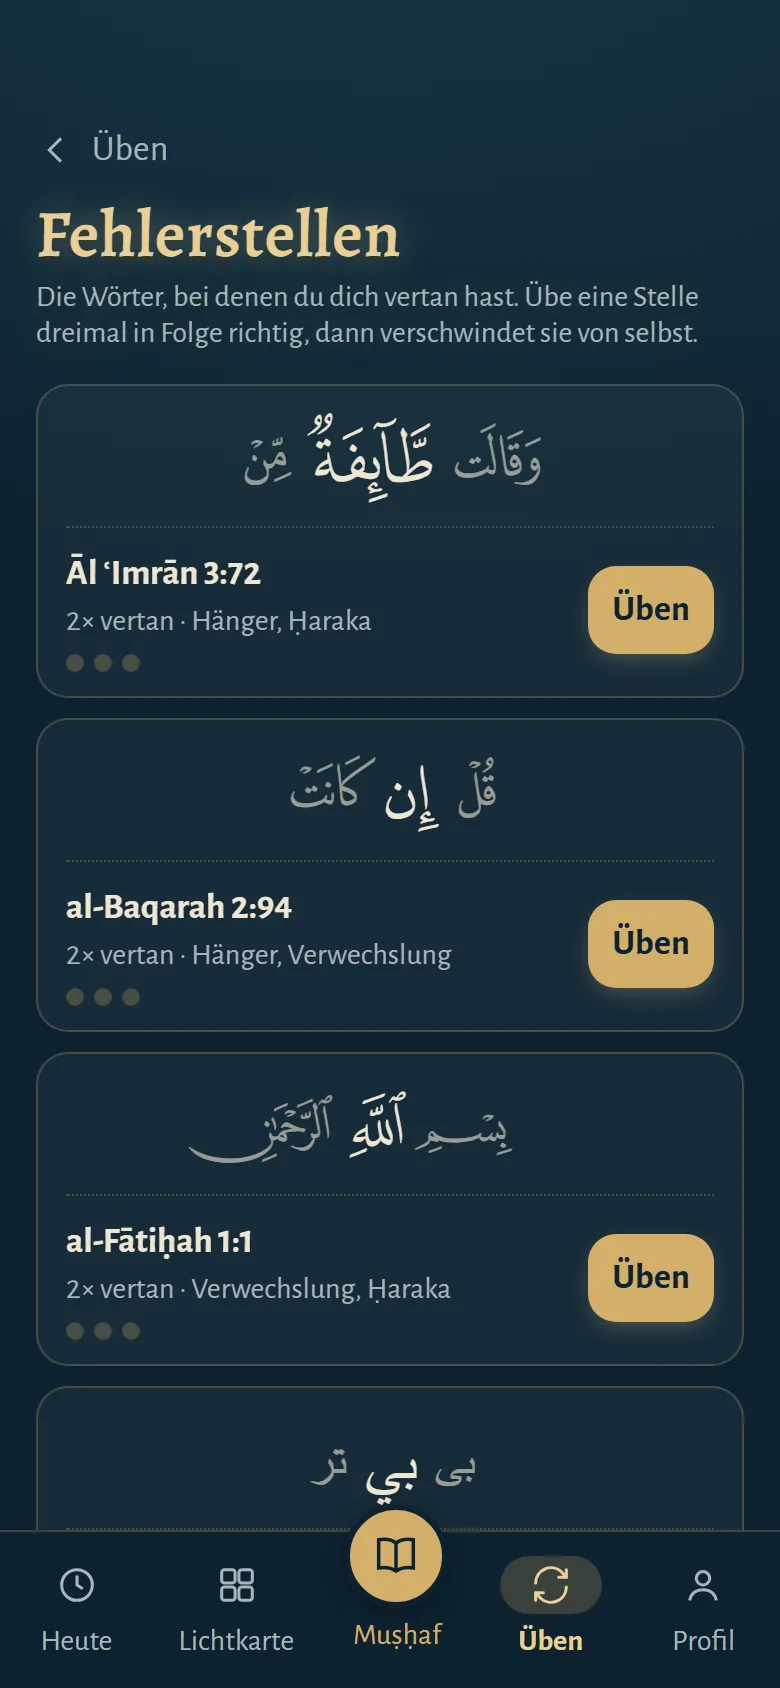 Üben
Fehlerstellen
Die Wörter, bei denen du dich vertan hast. Übe eine Stelle
dreimal in Folge richtig, dann verschwindet sie von selbst.
وَقَالَت طَّآئِفَةٌ مِّنۡ
Āl ʿImrān 3:72
2× vertan · Hänger, Ḥaraka
Üben
قُلۡ إِن كَانَتۡ
al-Baqarah 2:94
2× vertan · Hänger, Verwechslung
Üben
بِسۡمِ ٱللَّهِ ٱلرَّحۡمَٰنِ
al-Fātiḥah 1:1
2× vertan · Verwechslung, Ḥaraka
Üben
بى بي تر
Heute
Lichtkarte
Muṣḥaf
Üben
Profil